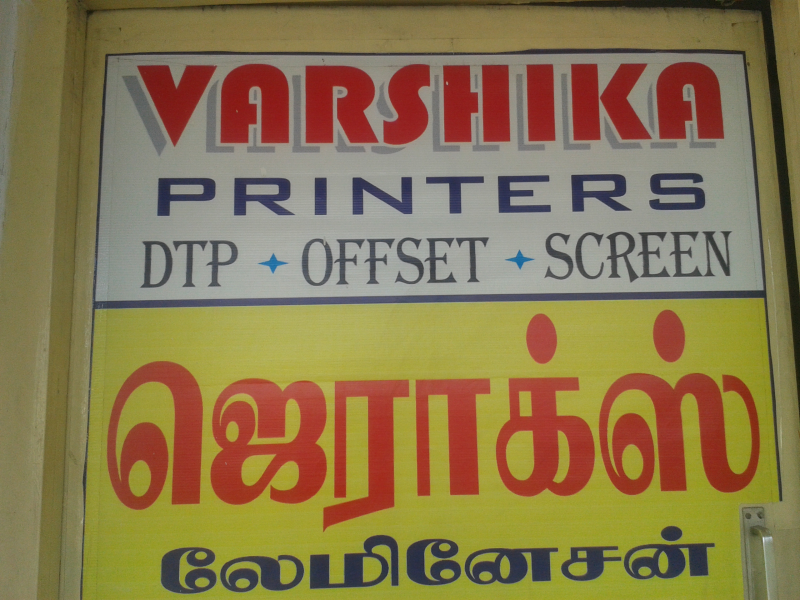 VARSHIKA
PRINTERS
DTP ✦ OFFSET ✦ SCREEN
ஜெராக்ஸ்
லேமினேசன்